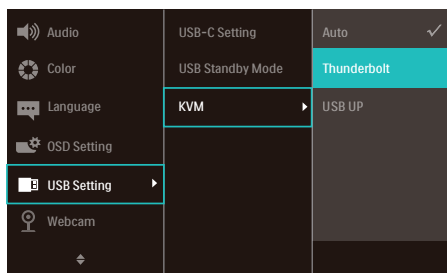 Audio
Color
Language
OSD Setting
USB Setting
Webcam
USB-C Setting
USB Standby Mode
KVM
Auto
Thunderbolt
USB UP